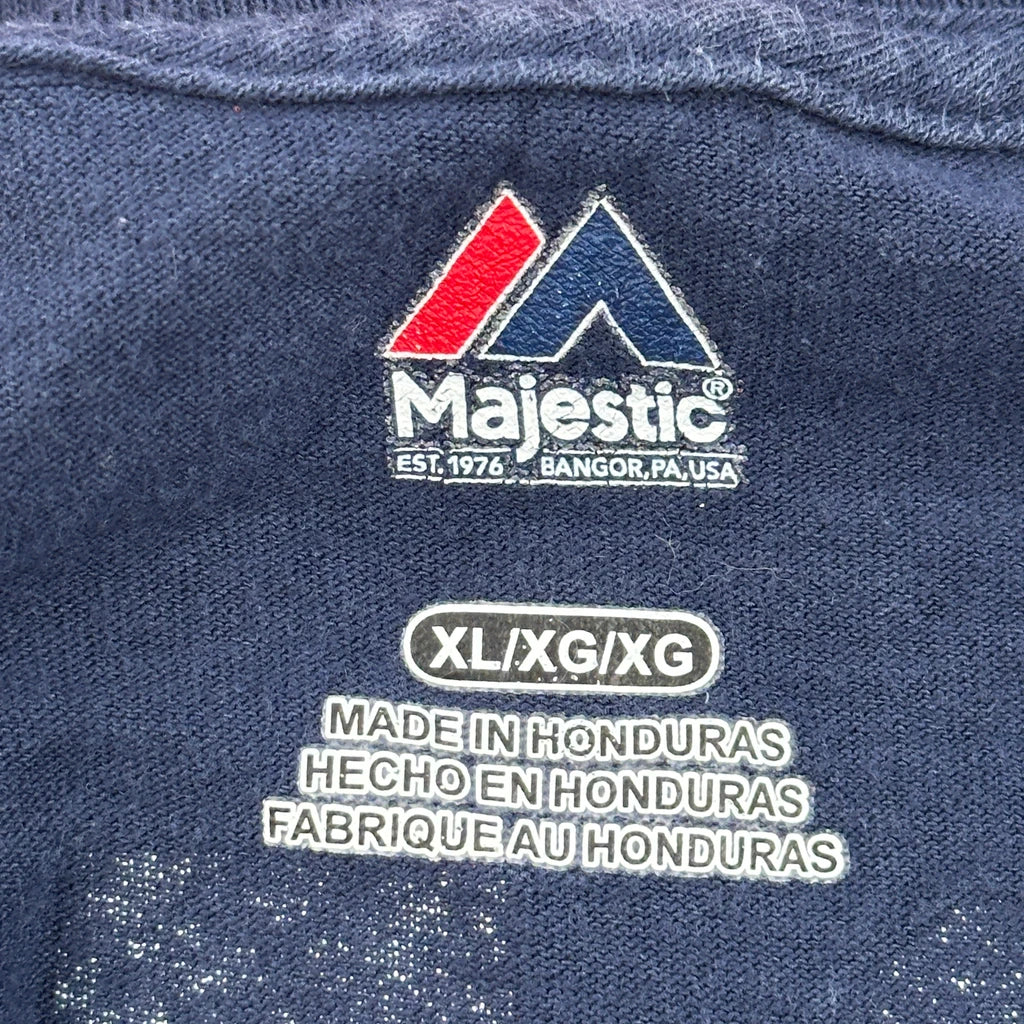 Majestic®
EST. 1976 BANGOR, PA, USA
XL/XG/XG
MADE IN HONDURAS
HECHO EN HONDURAS
FABRIQUE AU HONDURAS